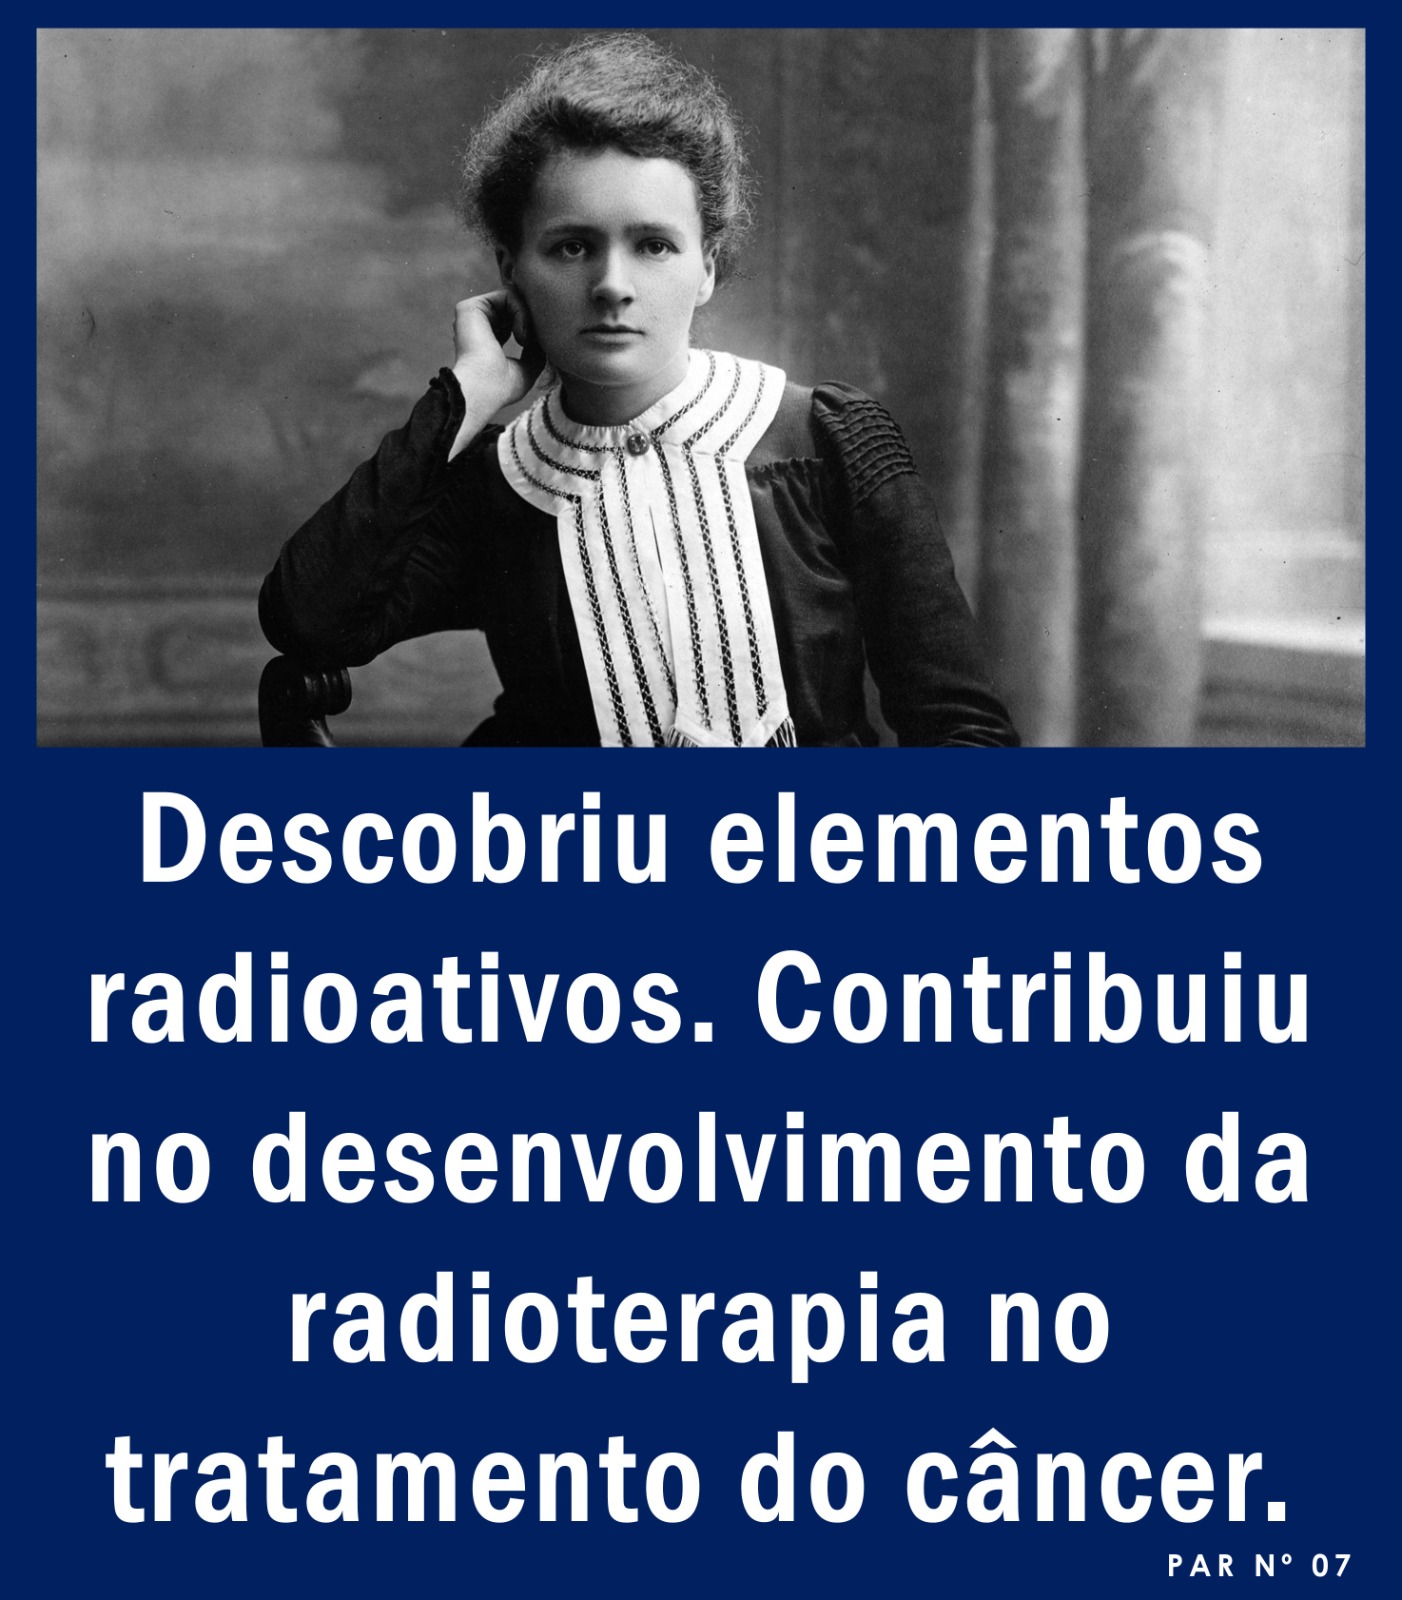 Descobriu elementos
radioativos. Contribuiu
no desenvolvimento da
radioterapia no
tratamento do câncer.
PAR Nº 07